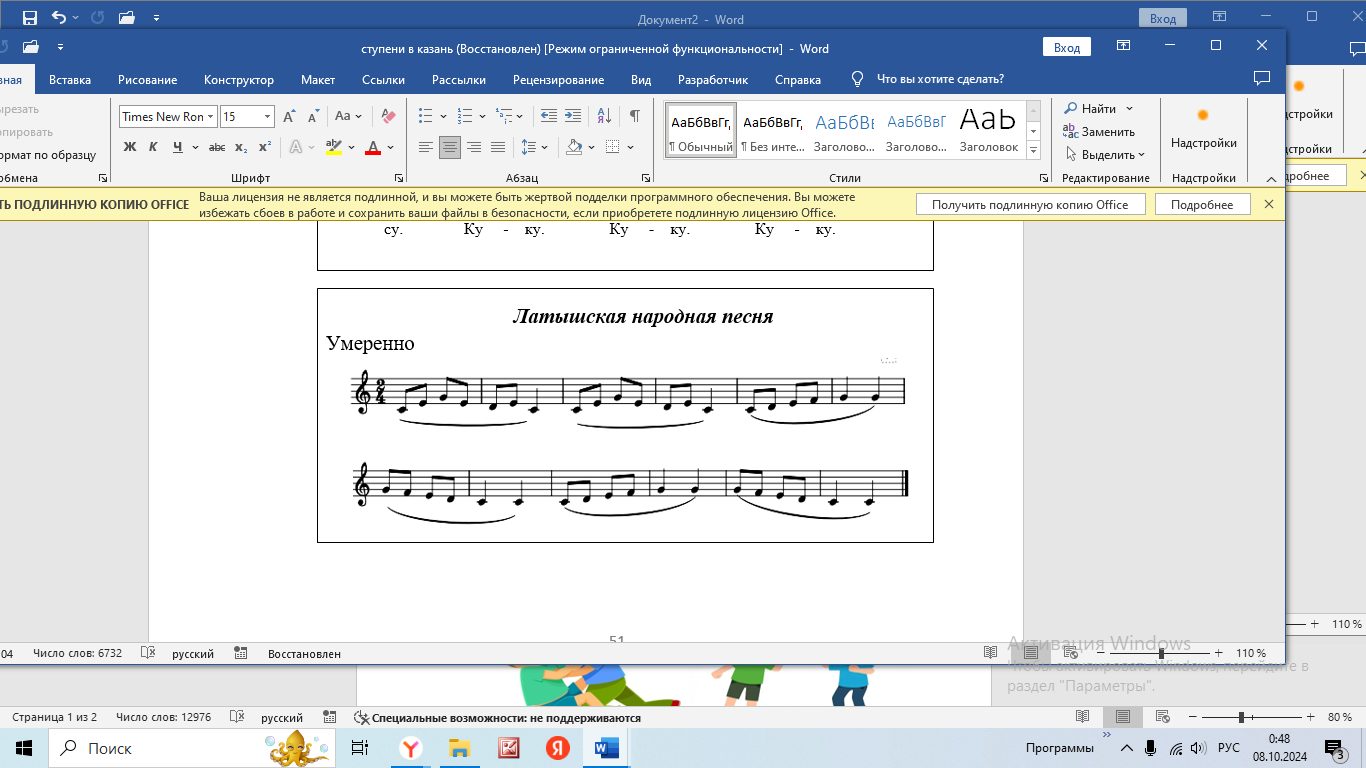 Документ2 - Word
Вход
ступени в казань (Восстановлен) [Режим ограниченной функциональности] - Word
Вход
вная Вставка Рисование Конструктор Макет Ссылки Рассылки Рецензирование Вид Разработчик Справка Что вы хотите сделать?
ырезать
опировать
ормат по образцу
обмена
Times New Ron 15
Шрифт
Абзац
АаБбВвГг, АаБбВвГг, АаБбВв АаБбВвГ АаЬ
¶ Обычный ¶ Без инте... Заголово... Заголово... Заголовок
Стили
Найти
Заменить
Выделить
Редактирование
Надстройки
Надстройки
дстройки
дстройки
дробнее
ТЬ ПОДЛИННУЮ КОПИЮ OFFICE
Ваша лицензия не является подлинной, и вы можете быть жертвой подделки программного обеспечения. Вы можете
избежать сбоев в работе и сохранить ваши файлы в безопасности, если приобретете подлинную лицензию Office.
Получить подлинную копию Office
Подробнее
су. Ку - ку. Ку - ку. Ку - ку.
Латышская народная песня
Умеренно
2
4
51
110 %
04 Число слов: 6732 русский Восстановлен 110 %
Активация Windows
Чтобы активировать Windows, перейдите в
раздел "Параметры".
Страница 1 из 2 Число слов: 12976 русский Специальные возможности: не поддерживаются 80 %
Поиск
Программы
РУС
0:48
08.10.2024
3